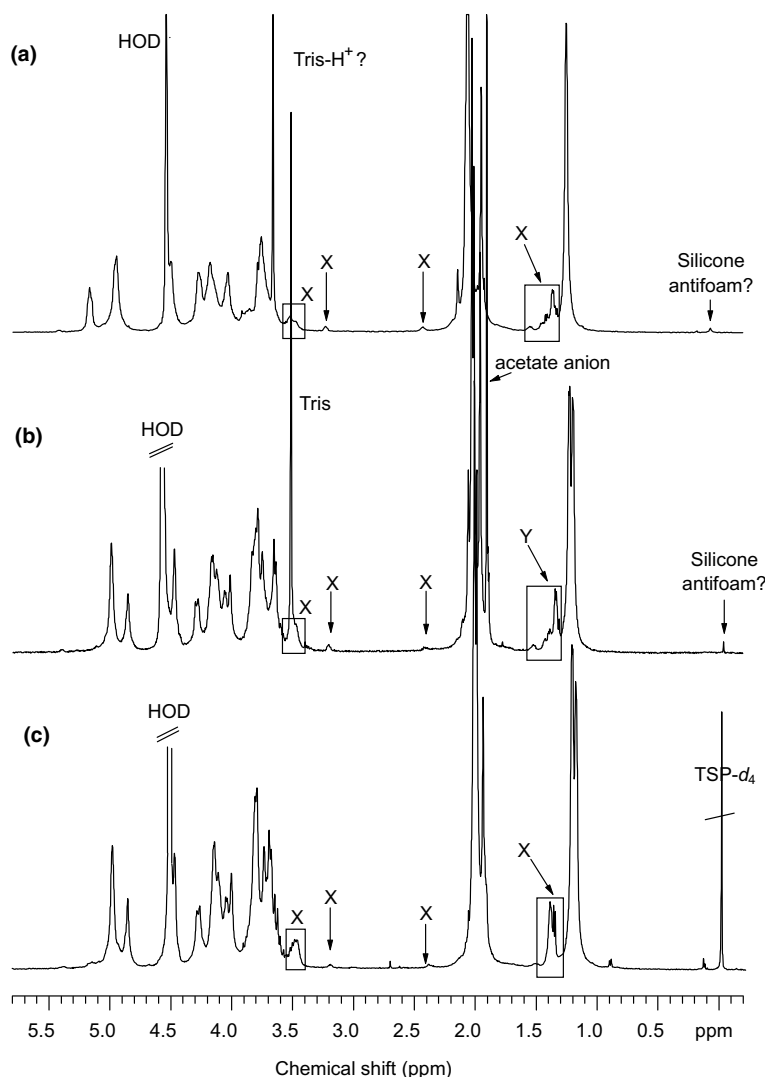 (a)
HOD
Tris-H+ ?
X
X
X
X
Silicone
antifoam?
acetate anion
Tris
(b)
HOD
Y
X
X
X
Silicone
antifoam?
(c)
HOD
TSP-d4
X
X
X
X
5.5 5.0 4.5 4.0 3.5 3.0 2.5 2.0 1.5 1.0 0.5 ppm
Chemical shift (ppm)